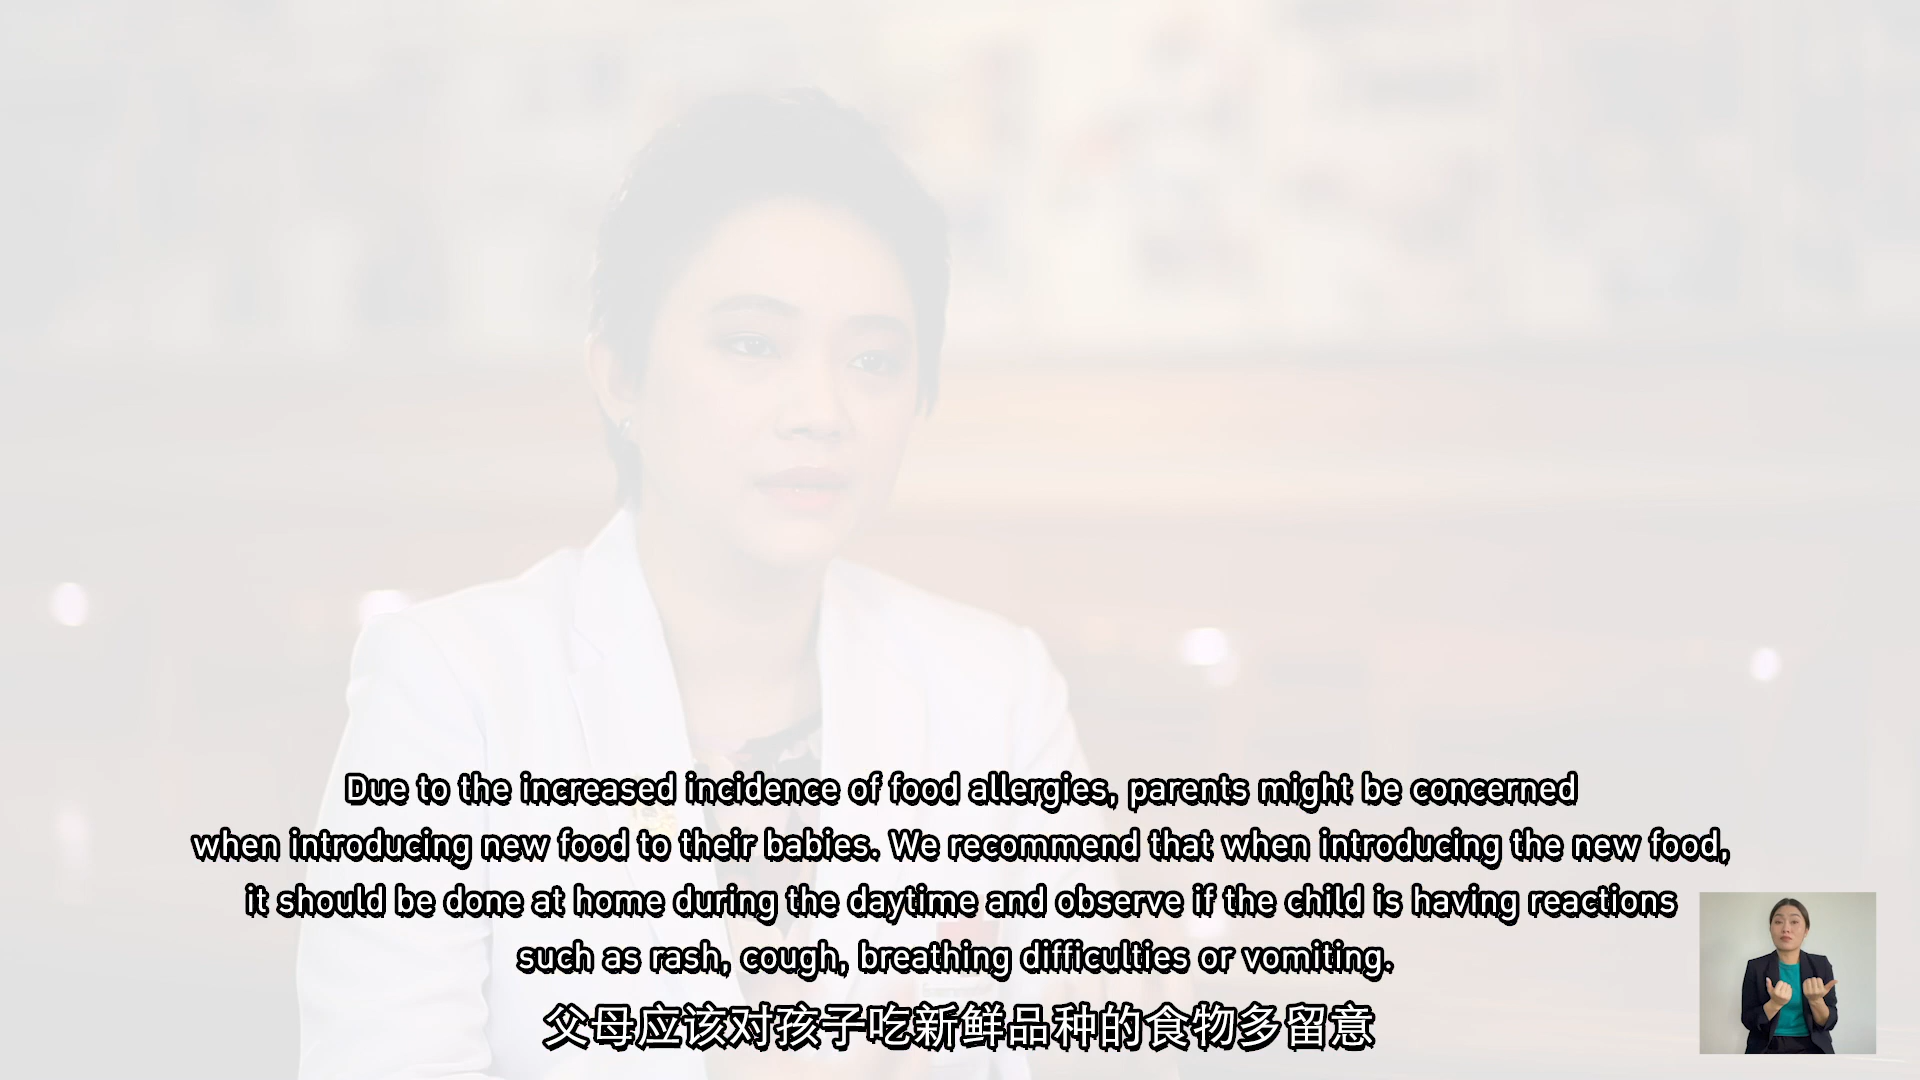 Due to the increased incidence of food allergies, parents might be concerned
when introducing new food to their babies. We recommend that when introducing the new food,
it should be done at home during the daytime and observe if the child is having reactions
such as rash, cough, breathing difficulties or vomiting.
父母应该对孩子吃新鲜品种的食物多留意